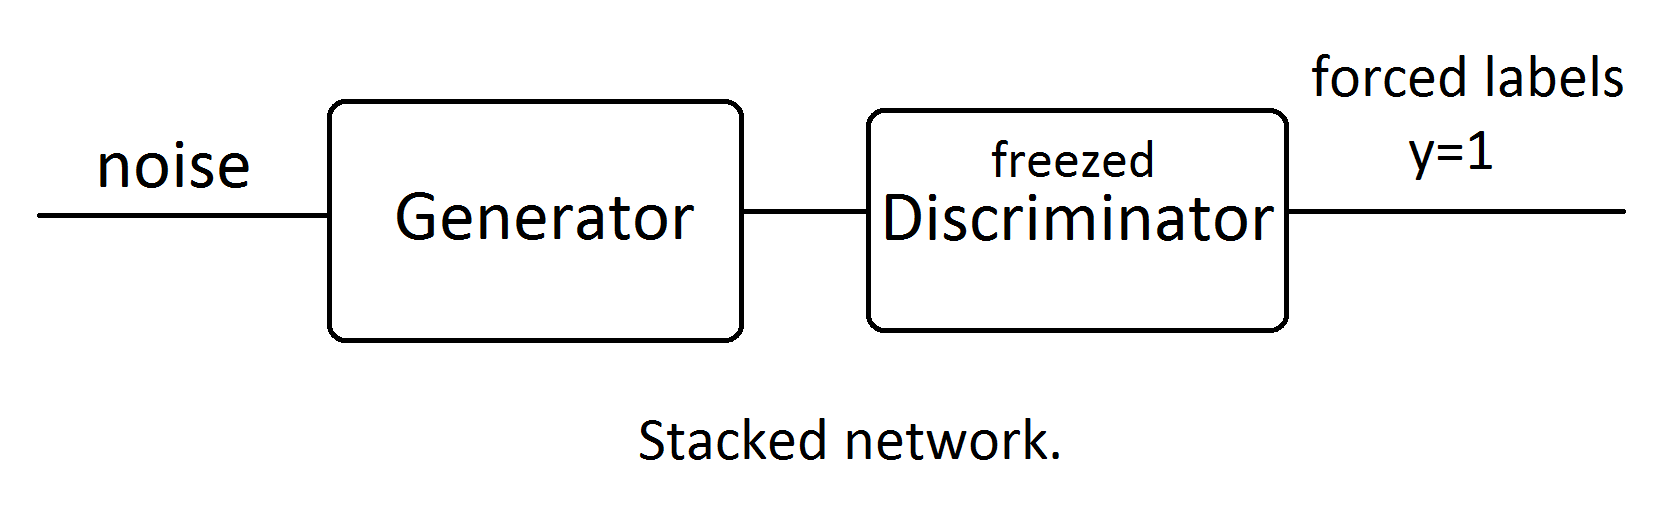 noise
Generator
freezed
Discriminator
forced labels
y=1
Stacked network.